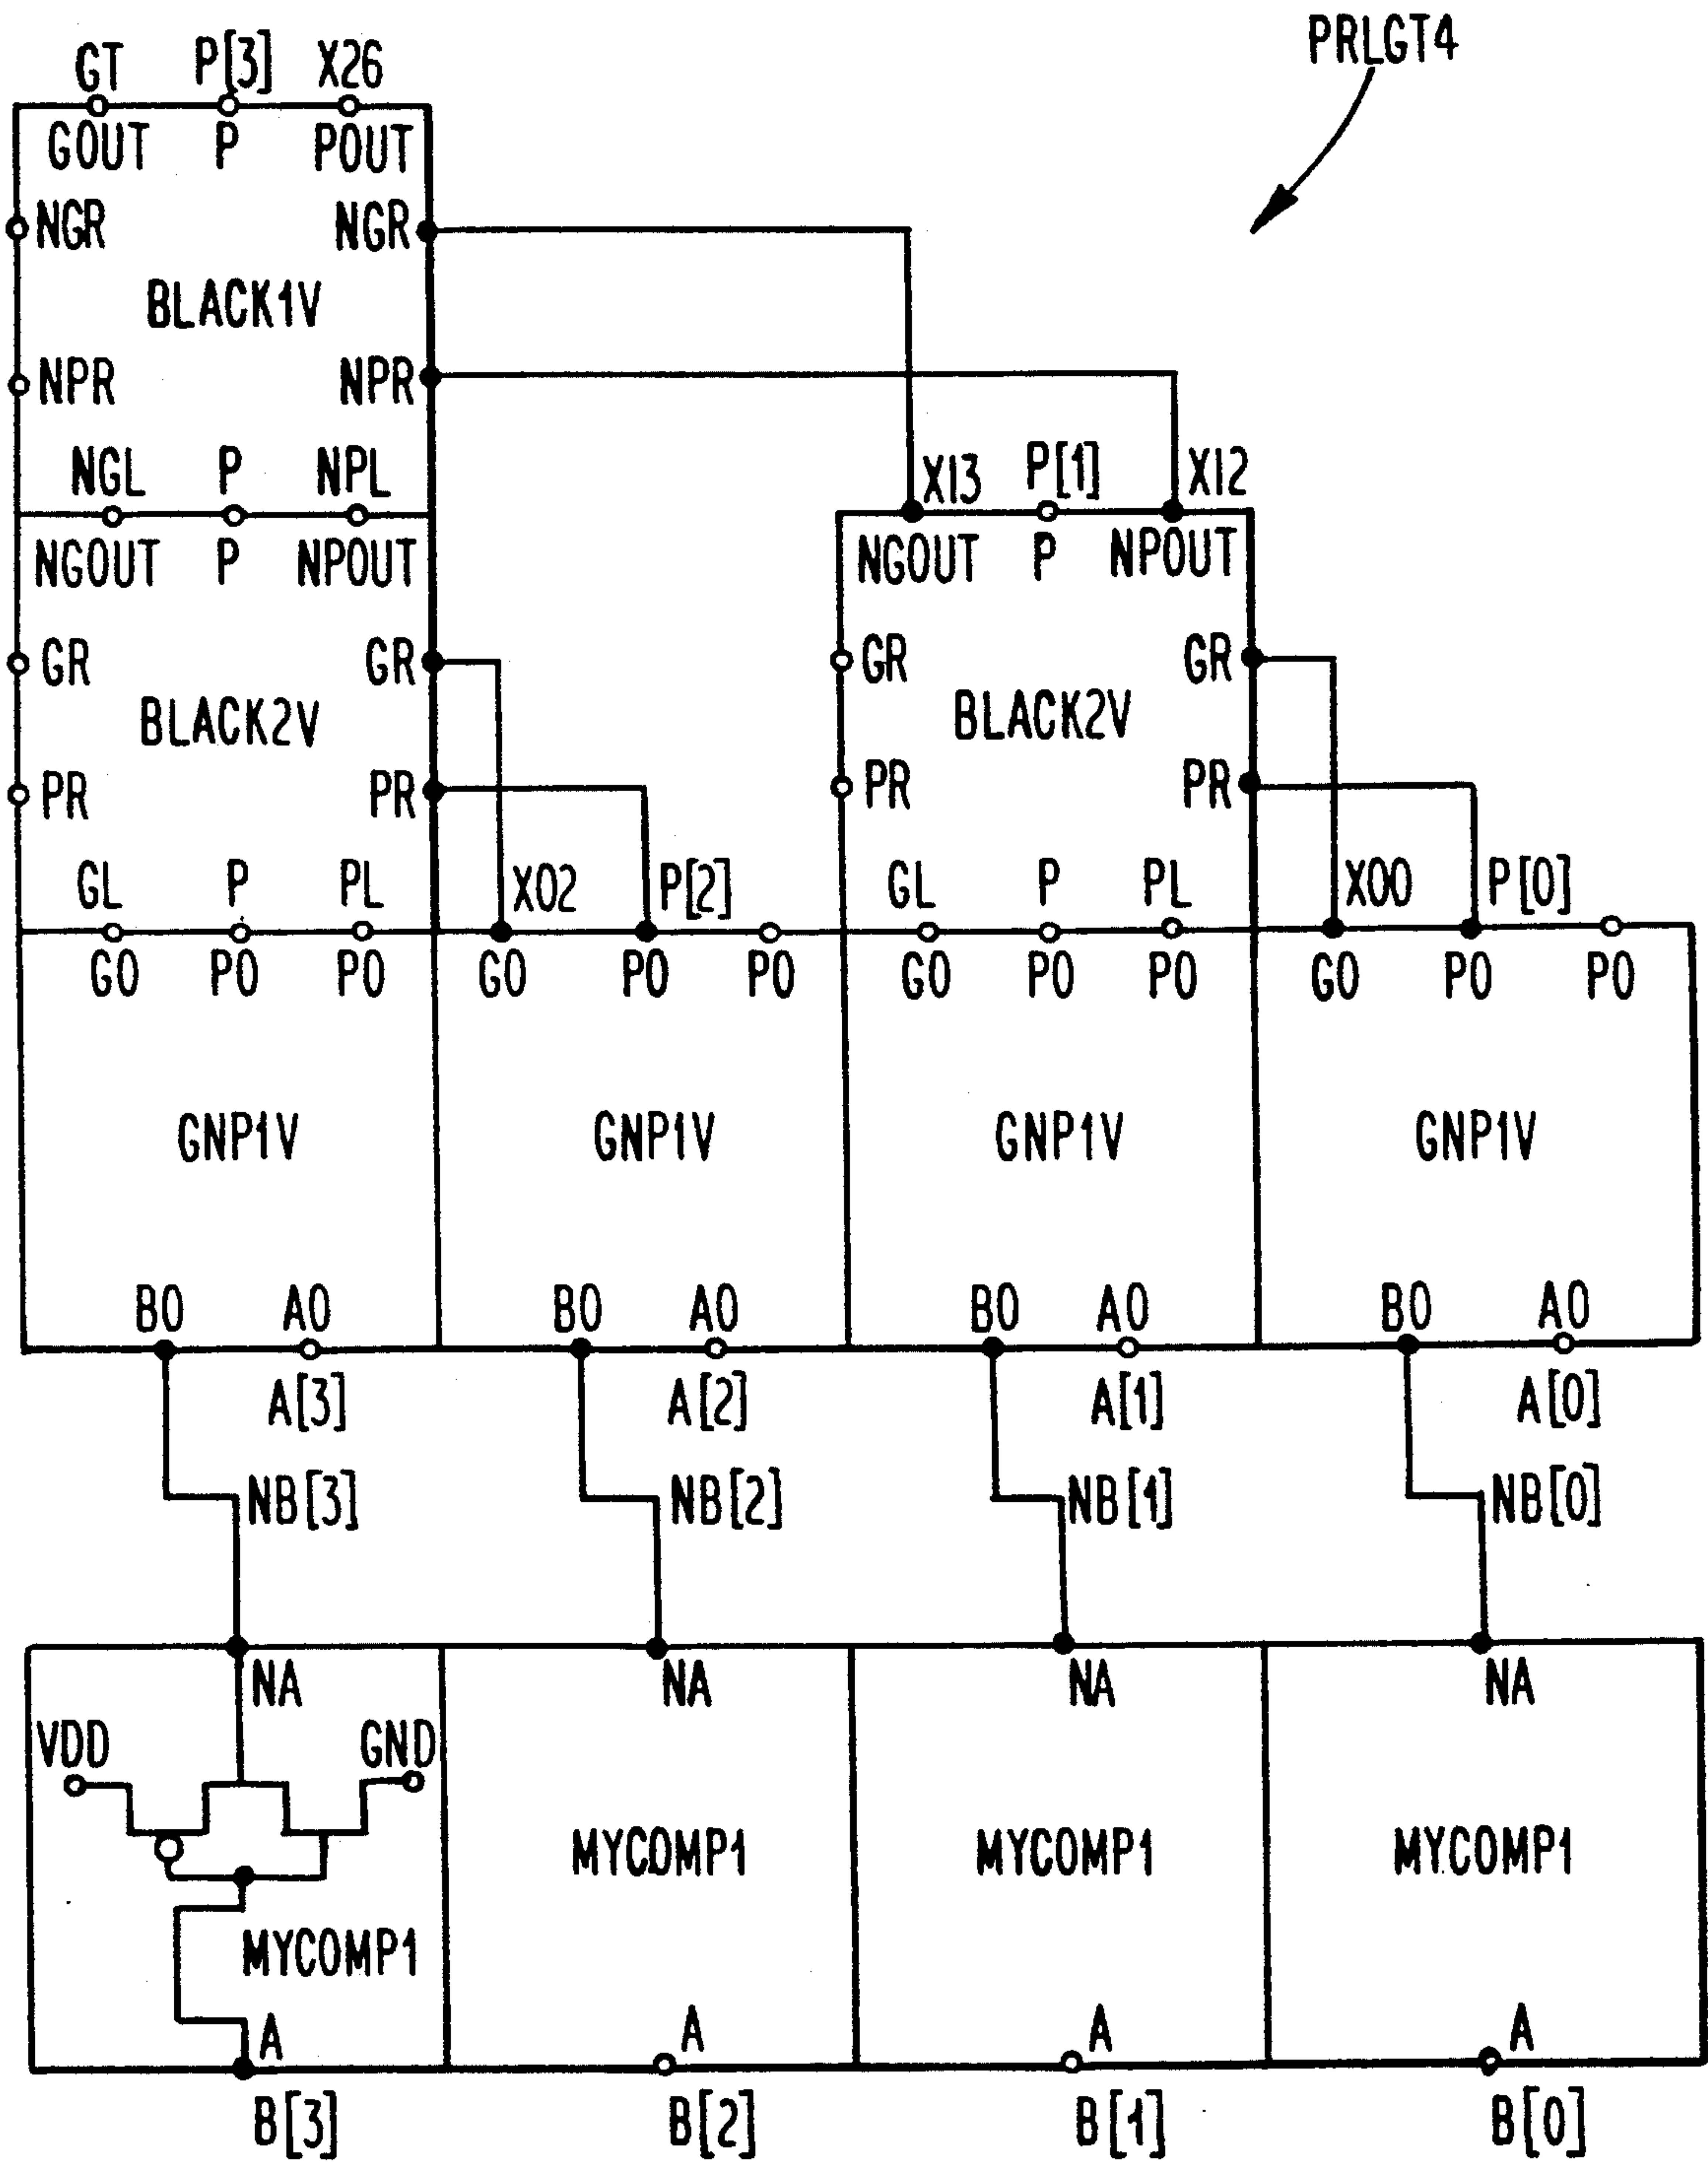 PRLGT4
GT P[3] X26
GOUT P POUT
NGR NGR
BLACK1V
NPR NPR
NGL P NPL
X13 P[1] X12
NGOUT P NPOUT
NGOUT P NPOUT
GR GR
GR GR
BLACK2V
BLACK2V
PR PR
PR PR
GL P PL
X02 P[2]
GL P PL
X00 P[0]
GO PO PO
GO PO PO
GO PO PO
GO PO PO
GNP1V
GNP1V
GNP1V
GNP1V
BO AO
BO AO
BO AO
BO AO
A[3]
A[2]
A[1]
A[0]
NB[3]
NB[2]
NB[1]
NB[0]
NA
NA
NA
NA
VDD GND
MYCOMP1
MYCOMP1
MYCOMP1
MYCOMP1
A
A
A
A
B[3]
B[2]
B[1]
B[0]